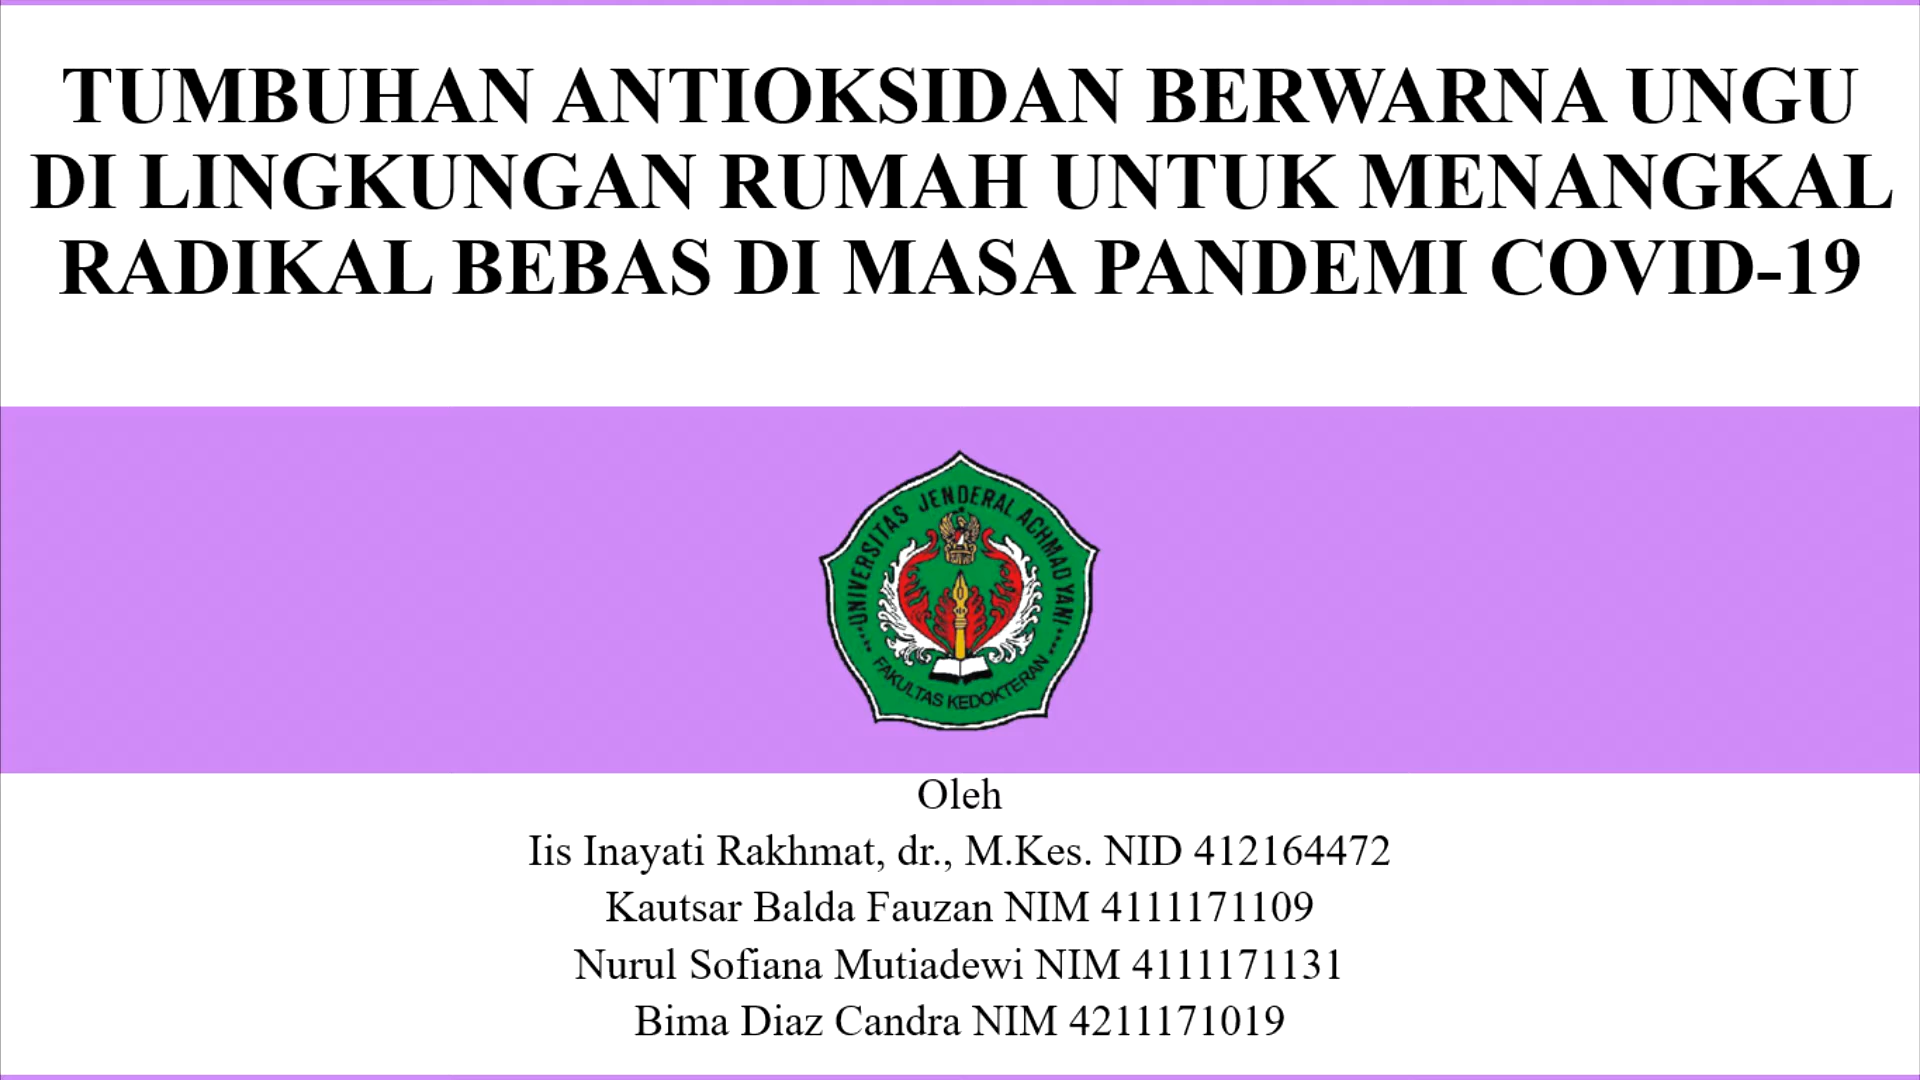 TUMBUHAN ANTIOKSIDAN BERWARNA UNGU
DI LINGKUNGAN RUMAH UNTUK MENANGKAL
RADIKAL BEBAS DI MASA PANDEMI COVID-19
UNIVERSITAS JENDERAL ACHMAD YANI
FAKULTAS KEDOKTERAN
Oleh
Iis Inayati Rakhmat, dr., M.Kes. NID 412164472
Kautsar Balda Fauzan NIM 4111171109
Nurul Sofiana Mutiadewi NIM 4111171131
Bima Diaz Candra NIM 4211171019